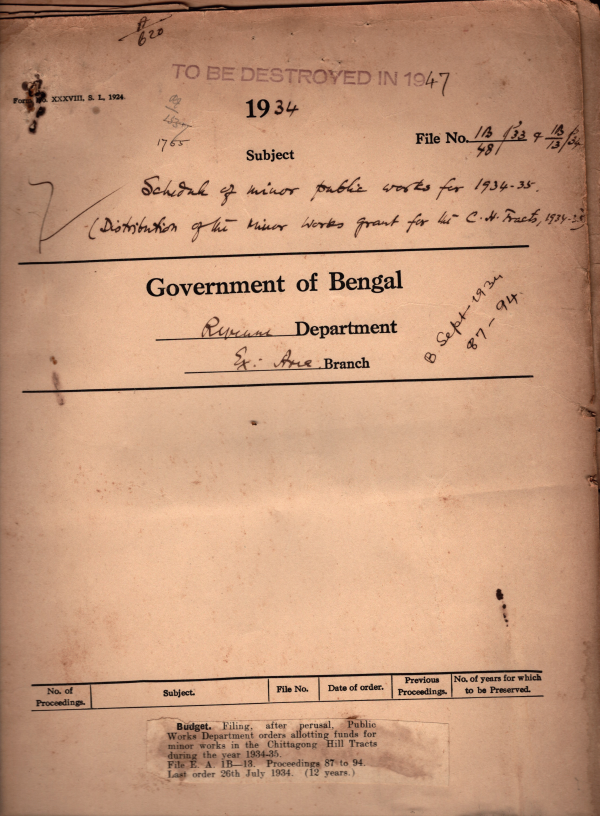 A
620
TO BE DESTROYED IN 1947
Form No. XXXVIII, S. L, 1924.
1934
1765
File No. 1B/48/33 & 1B/13/34
Subject
Schedule of minor public works for 1934-35.
(Distribution of the Minor Works grant for the C. H. Tracts, 1934-35)
Government of Bengal
Revenue Department
Ex. Area Branch
B Sept-1934
87-94.
No. of Proceedings.
Subject.
File No.
Date of order.
Previous Proceedings.
No. of years for which to be Preserved.
Budget. Filing, after perusal, Public
Works Department orders allotting funds for
minor works in the Chittagong Hill Tracts
during the year 1934-35.
File E. A. 1B—13. Proceedings 87 to 94.
Last order 26th July 1934. (12 years.)